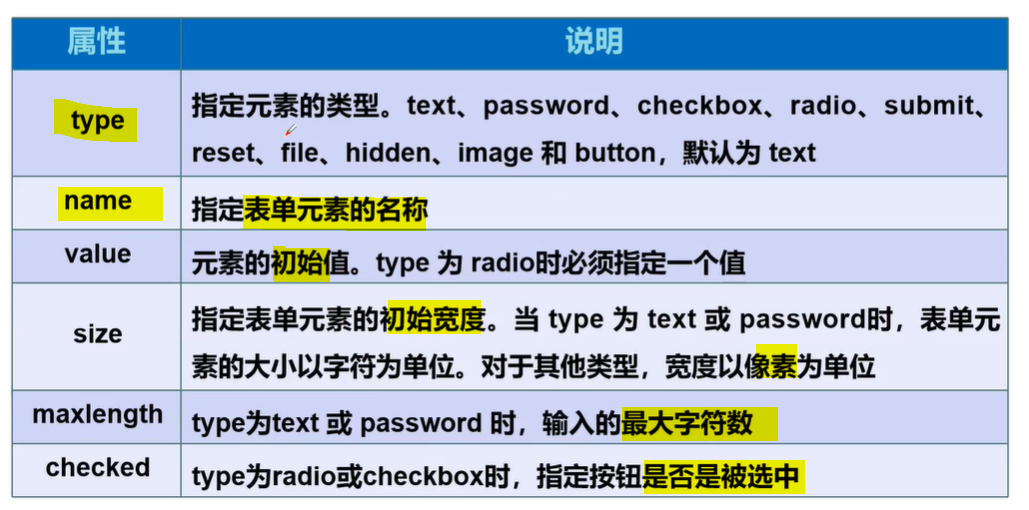 属性 说明
type 指定元素的类型。text、password、checkbox、radio、submit、
reset、file、hidden、image 和 button，默认为 text
name 指定表单元素的名称
value 元素的初始值。type 为 radio时必须指定一个值
size 指定表单元素的初始宽度。当 type 为 text 或 password时，表单元
素的大小以字符为单位。对于其他类型，宽度以像素为单位
maxlength type为text 或 password 时，输入的最大字符数
checked type为radio或checkbox时，指定按钮是否是被选中